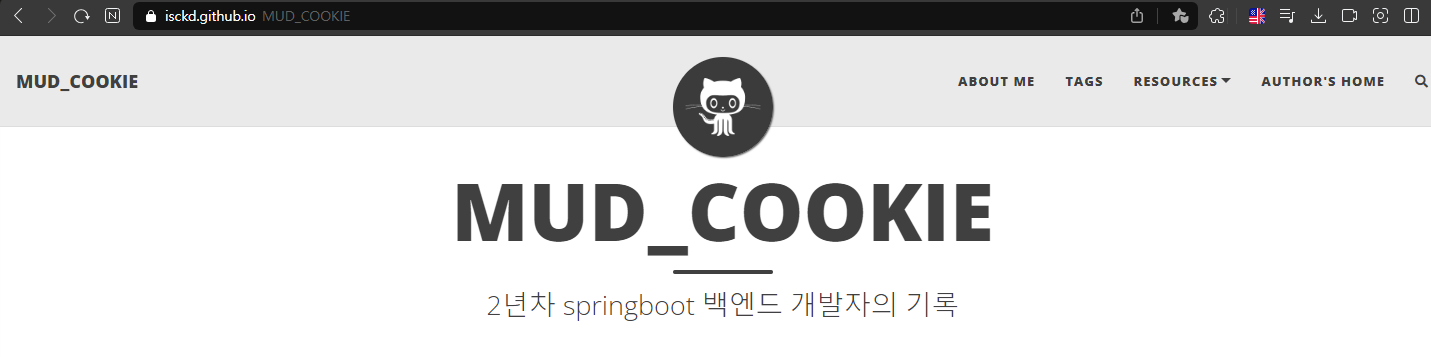 isckd.github.io MUD_COOKIE
MUD_COOKIE ABOUT ME TAGS RESOURCES AUTHOR'S HOME
MUD_COOKIE
2년차 springboot 백엔드 개발자의 기록